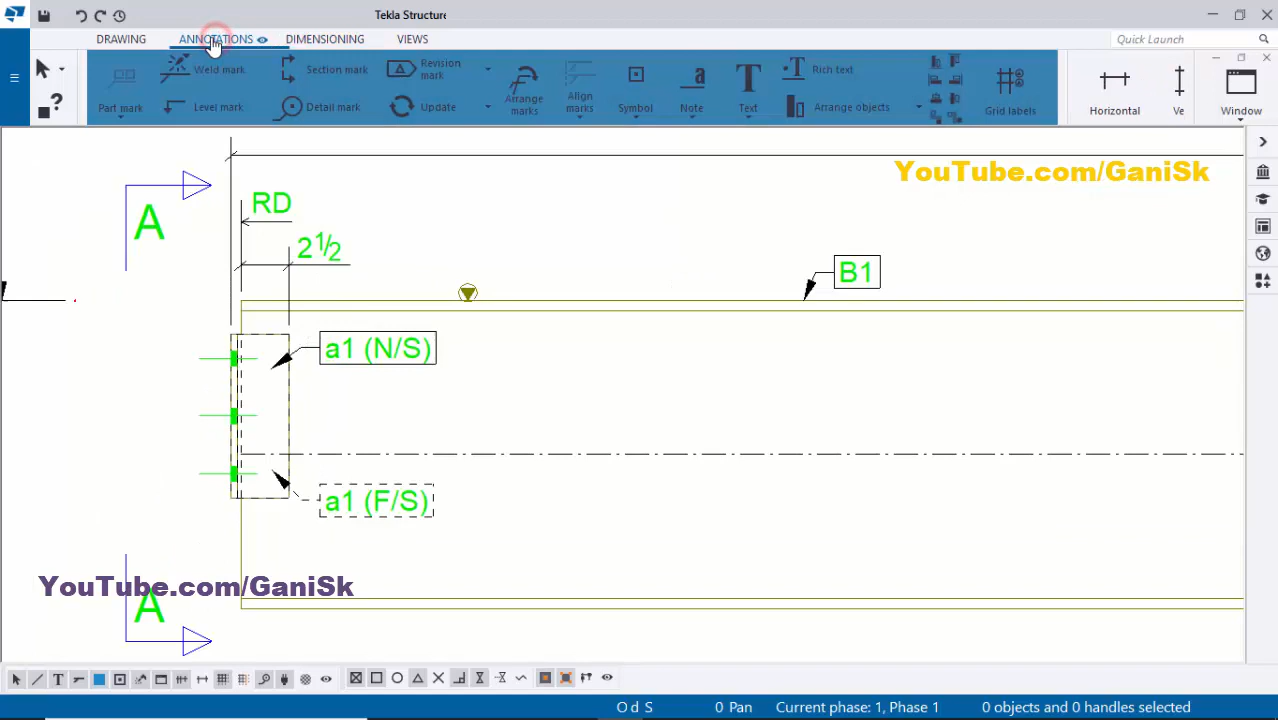 Tekla Structure
DRAWING
ANNOTATIONS
DIMENSIONING
VIEWS
Quick Launch
Part mark
Weld mark
Level mark
Section mark
Detail mark
Revision
mark
Update
Arrange
marks
Align
marks
Symbol
Note
Text
Rich text
Arrange objects
Grid labels
Horizontal
Ve
Window
YouTube.com/GaniSk
A
RD
2 1/2
B1
a1 (N/S)
a1 (F/S)
YouTube.com/GaniSk
A
O d S
0 Pan
Current phase: 1, Phase 1
0 objects and 0 handles selected